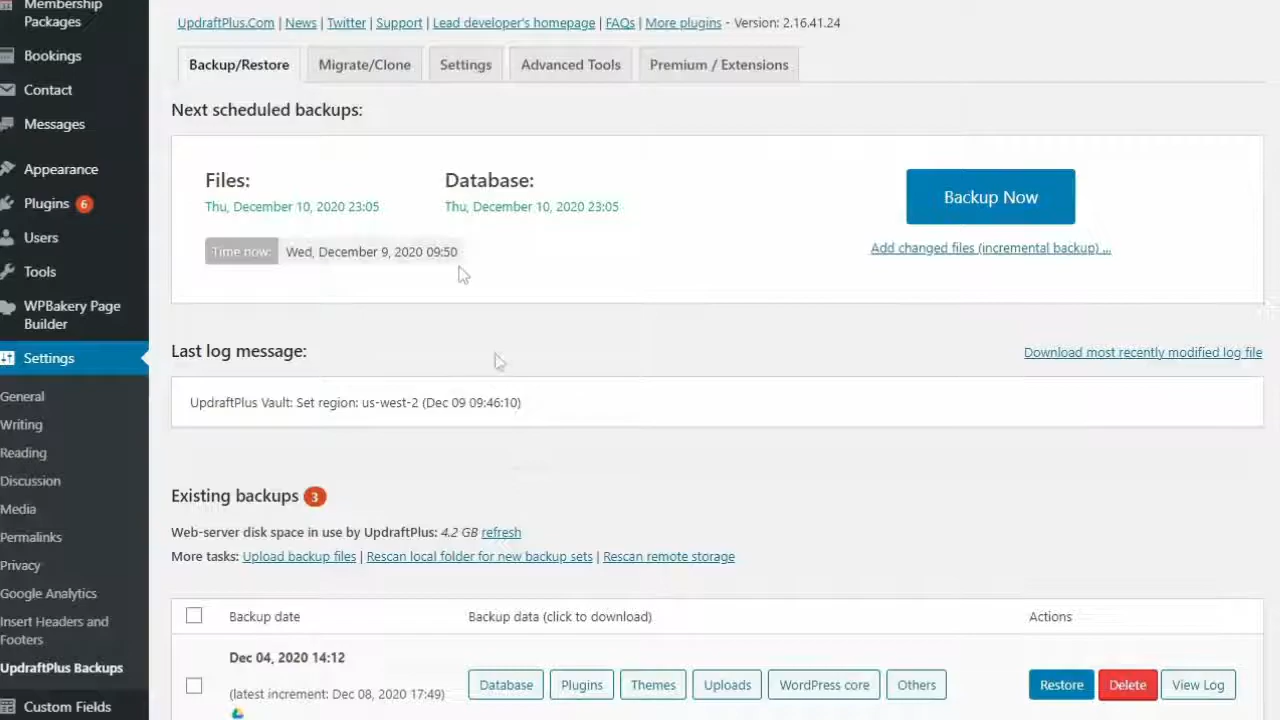 Membership
Packages
Bookings
Contact
Messages
Appearance
Plugins 6
Users
Tools
WPBakery Page
Builder
Settings
General
Writing
Reading
Discussion
Media
Permalinks
Privacy
Google Analytics
Insert Headers and
Footers
UpdraftPlus Backups
Custom Fields
UpdraftPlus.Com | News | Twitter | Support | Lead developer's homepage | FAQs | More plugins - Version: 2.16.41.24
Backup/Restore Migrate/Clone Settings Advanced Tools Premium / Extensions
Next scheduled backups:
Files: Database:
Thu, December 10, 2020 23:05 Thu, December 10, 2020 23:05
Backup Now
Time now: Wed, December 9, 2020 09:50
Add changed files (incremental backup) ...
Last log message: Download most recently modified log file
UpdraftPlus Vault: Set region: us-west-2 (Dec 09 09:46:10)
Existing backups 3
Web-server disk space in use by UpdraftPlus: 4.2 GB refresh
More tasks: Upload backup files | Rescan local folder for new backup sets | Rescan remote storage
Backup date Backup data (click to download) Actions
Dec 04, 2020 14:12
(latest increment: Dec 08, 2020 17:49) Database Plugins Themes Uploads WordPress core Others Restore Delete View Log